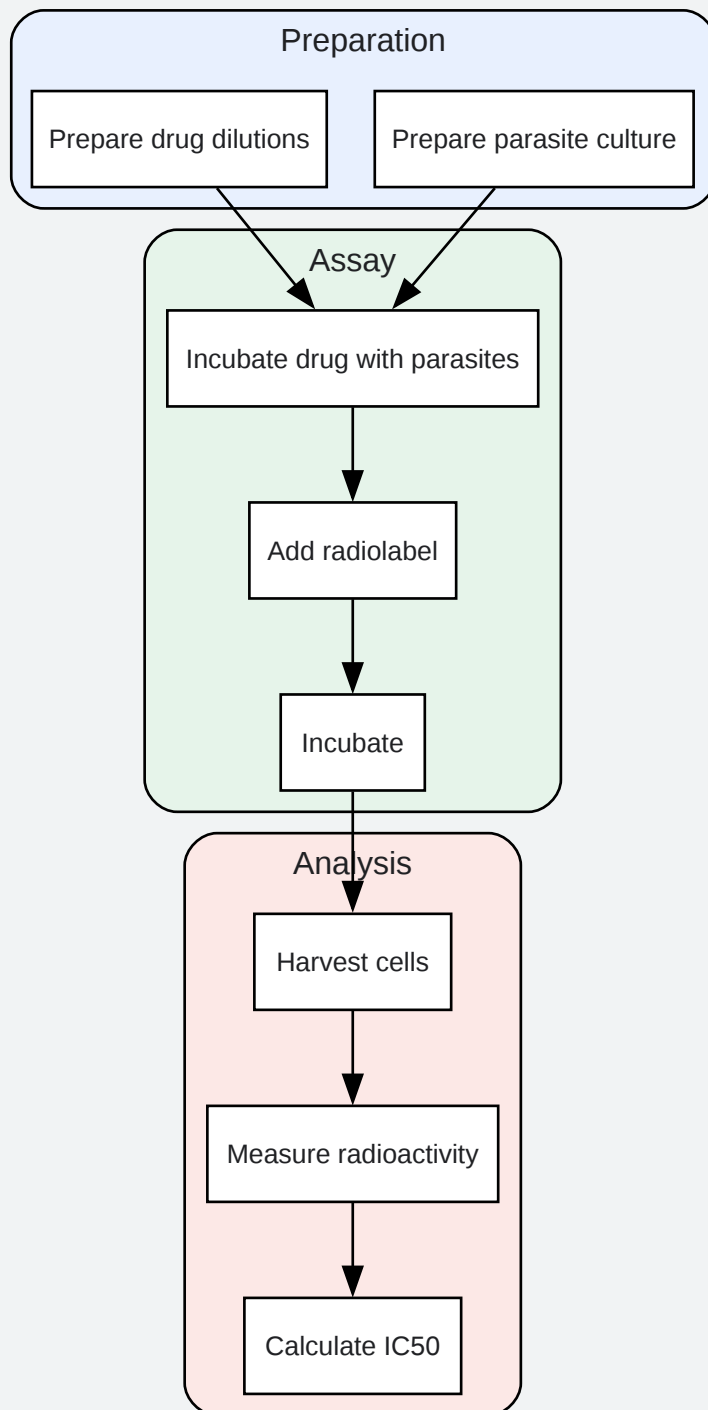 Preparation
Prepare drug dilutions
Prepare parasite culture
Assay
Incubate drug with parasites
Add radiolabel
Incubate
Analysis
Harvest cells
Measure radioactivity
Calculate IC50